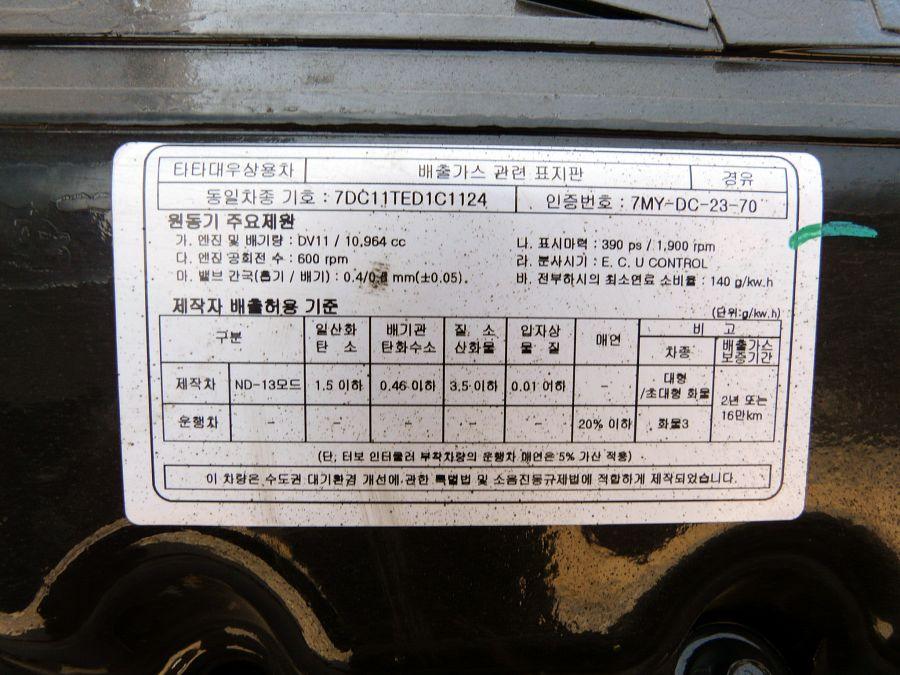 타타대우상용차 배출가스 관련 표지판 경유
동일차종 기호 : 7DC11TED1C1124 인증번호 : 7MY-DC-23-70
원동기 주요제원
가. 엔진 및 배기량 : DV11 / 10,964 cc 나. 표시마력 : 390 ps / 1,900 rpm
다. 엔진 공회전 수 : 600 rpm 라. 분사시기 : E. C. U CONTROL
마. 밸브 간극(흡기 / 배기) : 0.4/ mm(±0.05). 바. 전부하시의 최소연료 소비율 : 140 g/kw.h
제작자 배출허용 기준 (단위:g/kw.h)
구분 일산화탄 소 배기관탄화수소 질 소산화물 입자상물 질 매연 비 고
차종 배출가스보증기간
제작차 ND-13모드 1.5 이하 0.46 이하 3.5 이하 0.01 이하 - 대형/초대형 화물 2년 또는 16만km
운행차 - - - - - 20% 이하 화물3
(단, 터보 인터쿨러 부착차량의 운행차 매연은 5% 가산 적용)
이 차량은 수도권 대기환경 개선에 관한 특별법 및 소음진동규제법에 적합하게 제작되었습니다.